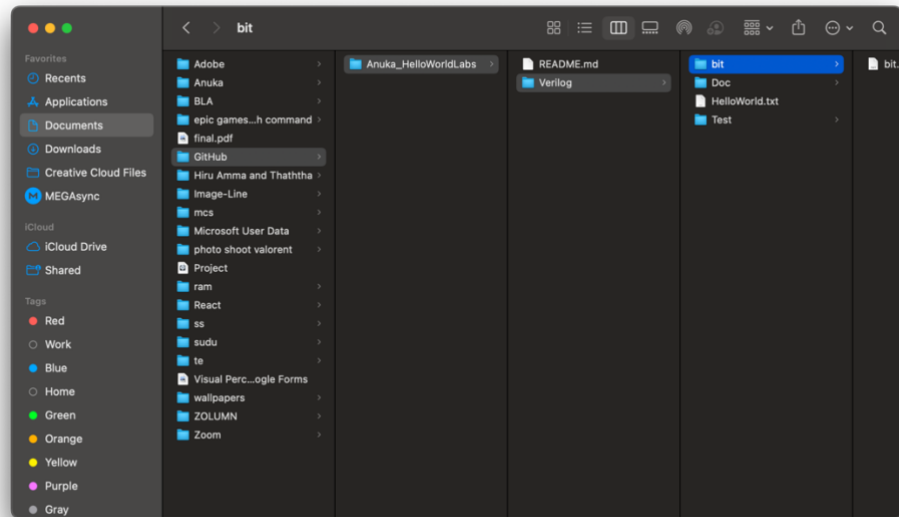 bit
Favorites
Recents
Applications
Documents
Downloads
Creative Cloud Files
MEGAsync
iCloud
iCloud Drive
Shared
Tags
Red
Work
Blue
Home
Green
Orange
Yellow
Purple
Gray
Adobe
Anuka
BLA
epic games...h command
final.pdf
GitHub
Hiru Amma and Thaththa
Image-Line
mcs
Microsoft User Data
photo shoot valorent
Project
ram
React
ss
sudu
te
Visual Perc...ogle Forms
wallpapers
ZOLUMN
Zoom
Anuka_HelloWorldLabs
README.md
Verilog
bit
Doc
HelloWorld.txt
Test
bit.